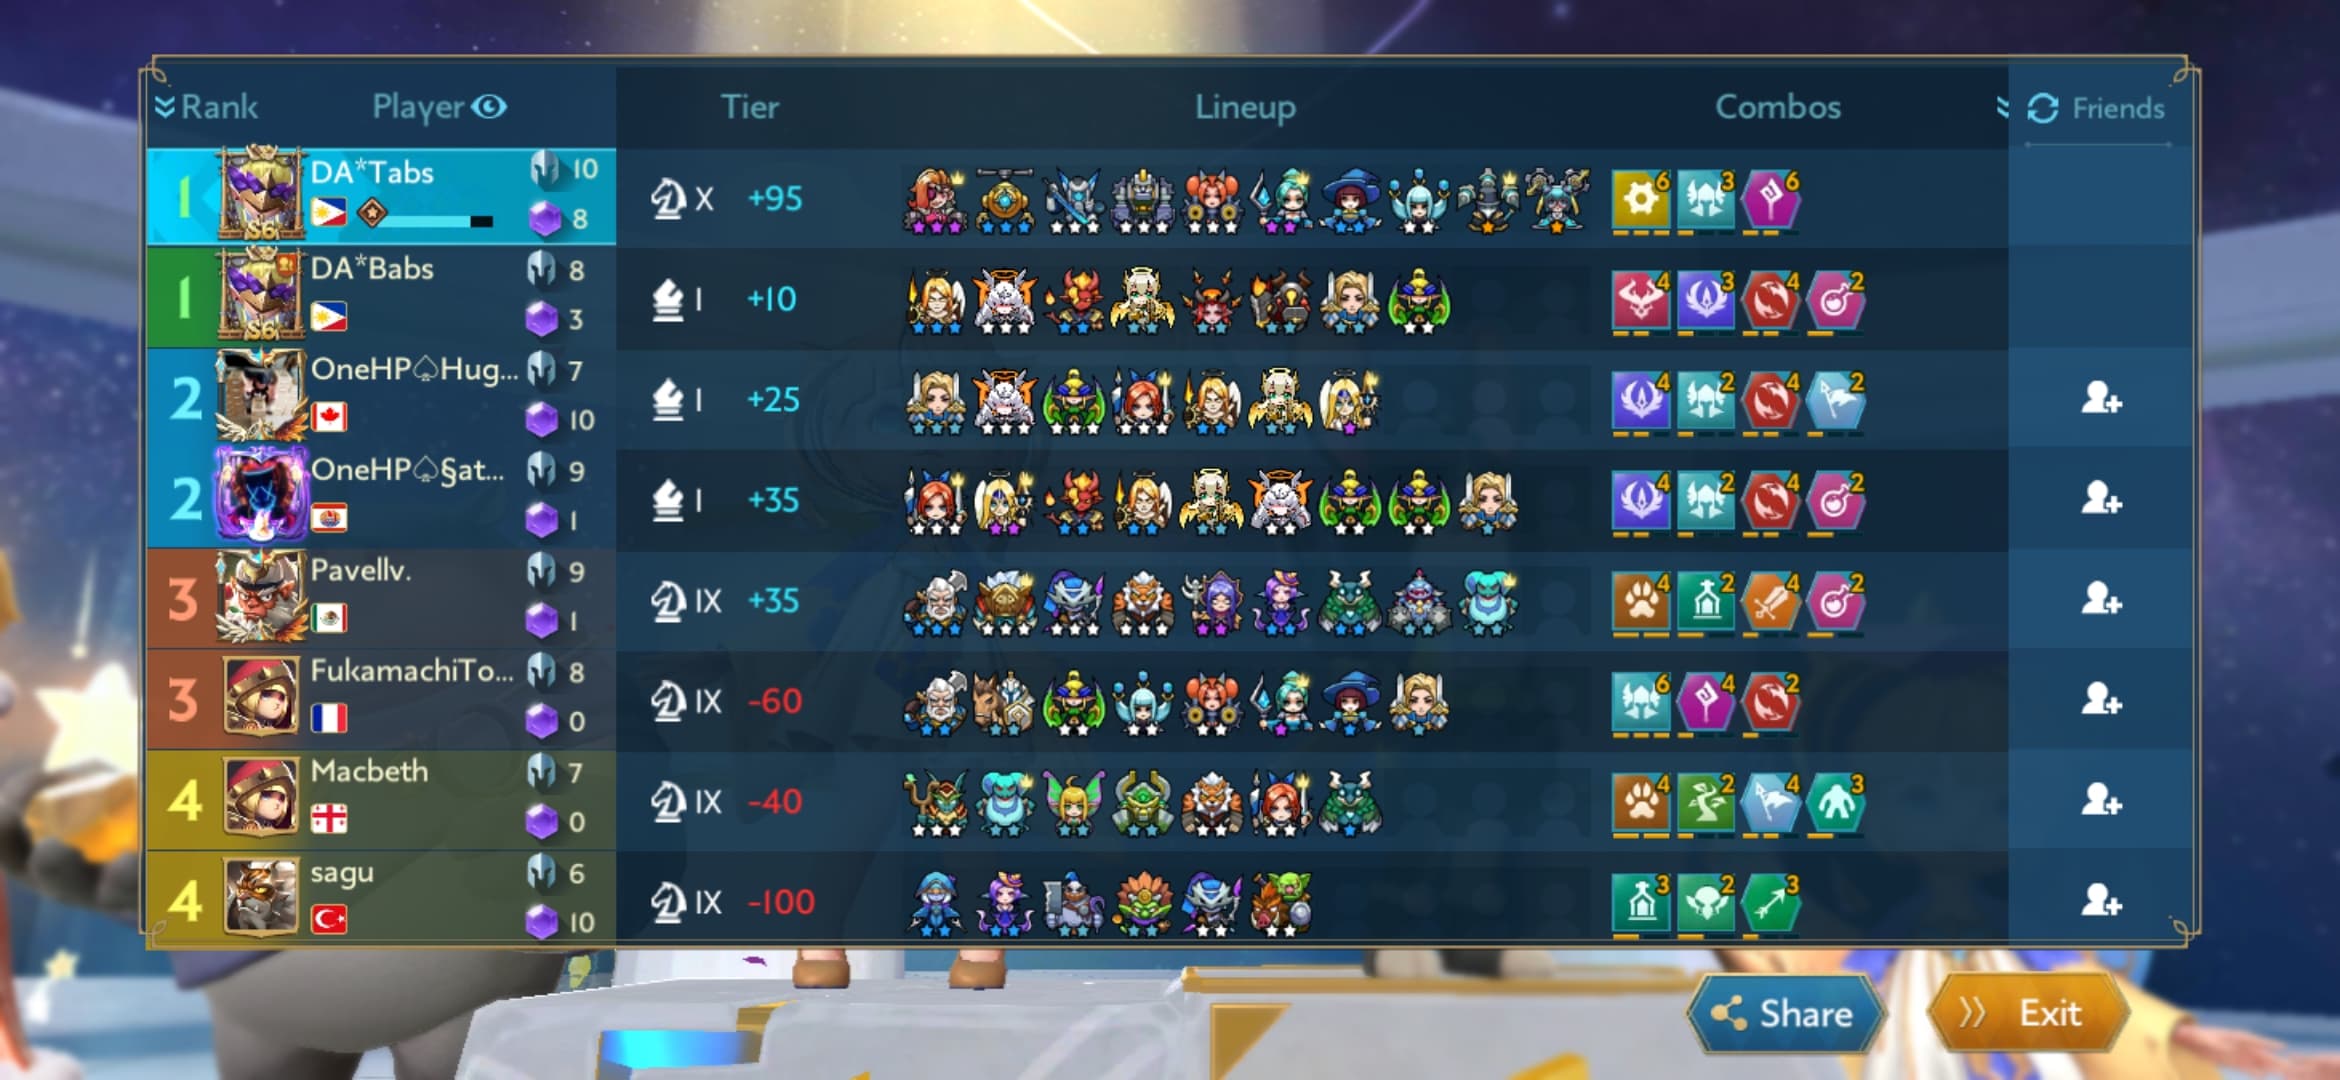 Rank Player Tier Lineup Combos Friends
1 DA*Tabs 10 X +95 6 3 6
S6 8
1 DA*Babs 8 I +10 4 3 4 2
S6 3
2 OneHP♤Hug... 7 I +25 4 2 4 2
10
2 OneHP♤§at... 9 I +35 4 2 4 2
1
3 Pavellv. 9 IX +35 4 2 4 2
1
3 FukamachiTo... 8 IX -60 6 4 2
0
4 Macbeth 7 IX -40 4 2 4 3
0
4 sagu 6 IX -100 3 2 3
10
Share Exit